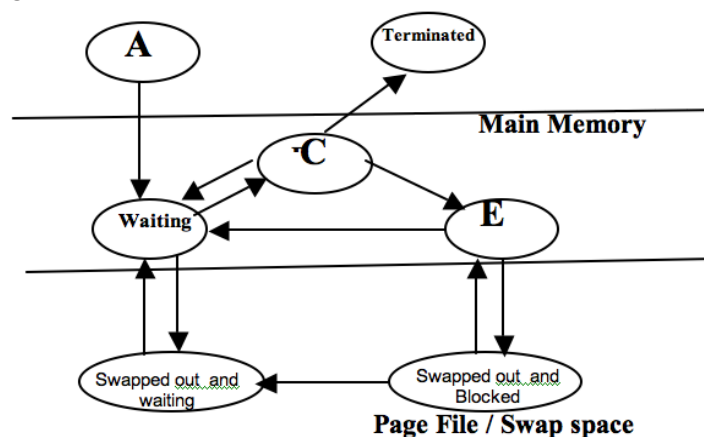 A
Terminated
Main Memory
C
Waiting
E
Swapped out and
waiting
Swapped out and
Blocked
Page File / Swap space